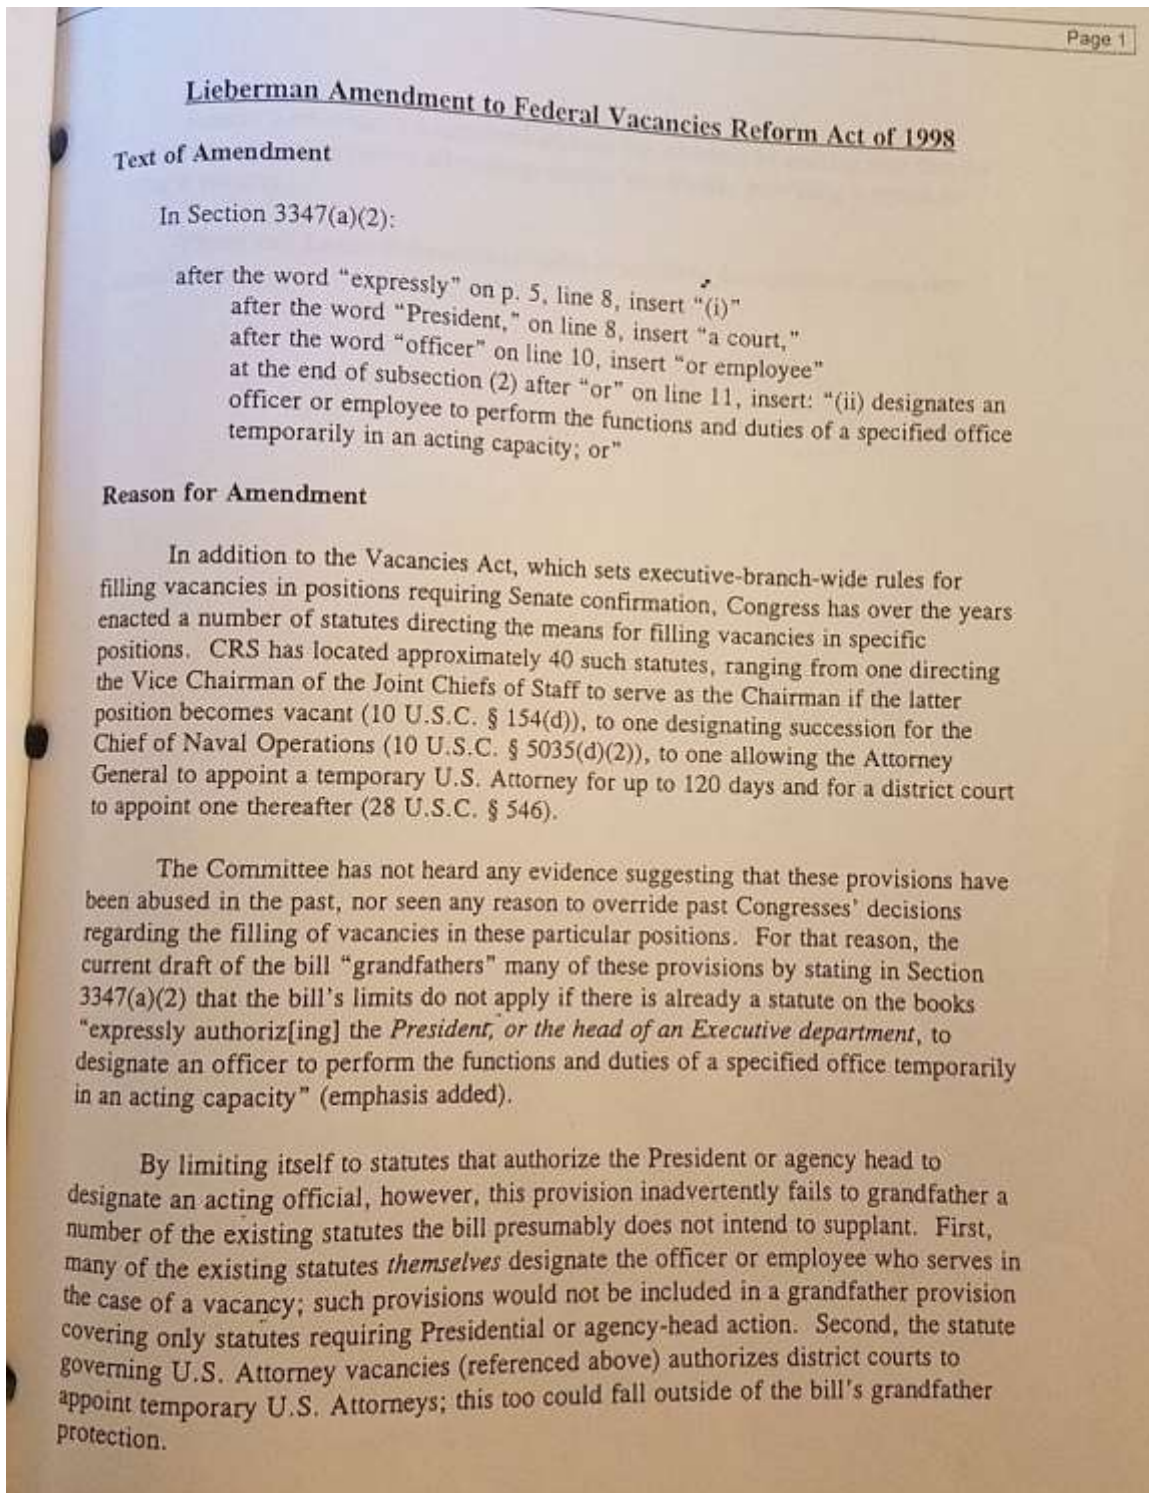 Page 1
Lieberman Amendment to Federal Vacancies Reform Act of 1998
Text of Amendment
In Section 3347(a)(2):
after the word “expressly” on p. 5, line 8, insert “(i)”
after the word “President,” on line 8, insert “a court,”
after the word “officer” on line 10, insert “or employee”
at the end of subsection (2) after “or” on line 11, insert: “(ii) designates an
officer or employee to perform the functions and duties of a specified office
temporarily in an acting capacity; or”
Reason for Amendment
In addition to the Vacancies Act, which sets executive-branch-wide rules for
filling vacancies in positions requiring Senate confirmation, Congress has over the years
enacted a number of statutes directing the means for filling vacancies in specific
positions. CRS has located approximately 40 such statutes, ranging from one directing
the Vice Chairman of the Joint Chiefs of Staff to serve as the Chairman if the latter
position becomes vacant (10 U.S.C. § 154(d)), to one designating succession for the
Chief of Naval Operations (10 U.S.C. § 5035(d)(2)), to one allowing the Attorney
General to appoint a temporary U.S. Attorney for up to 120 days and for a district court
to appoint one thereafter (28 U.S.C. § 546).
The Committee has not heard any evidence suggesting that these provisions have
been abused in the past, nor seen any reason to override past Congresses’ decisions
regarding the filling of vacancies in these particular positions. For that reason, the
current draft of the bill “grandfathers” many of these provisions by stating in Section
3347(a)(2) that the bill’s limits do not apply if there is already a statute on the books
“expressly authoriz[ing] the President, or the head of an Executive department, to
designate an officer to perform the functions and duties of a specified office temporarily
in an acting capacity” (emphasis added).
By limiting itself to statutes that authorize the President or agency head to
designate an acting official, however, this provision inadvertently fails to grandfather a
number of the existing statutes the bill presumably does not intend to supplant. First,
many of the existing statutes themselves designate the officer or employee who serves in
the case of a vacancy; such provisions would not be included in a grandfather provision
covering only statutes requiring Presidential or agency-head action. Second, the statute
governing U.S. Attorney vacancies (referenced above) authorizes district courts to
appoint temporary U.S. Attorneys; this too could fall outside of the bill’s grandfather
protection.